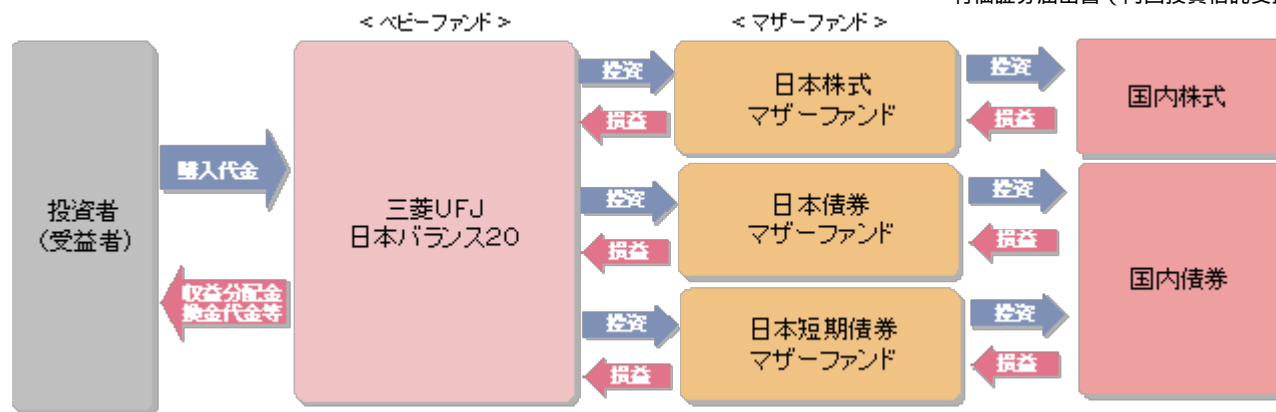 有価証券届出書（内国投資信託受
＜ベビーファンド＞
＜マザーファンド＞
投資者
（受益者）
購入代金
収益分配金
換金代金等
三菱UFJ
日本バランス20
投資
損益
日本株式
マザーファンド
投資
損益
国内株式
投資
損益
日本債券
マザーファンド
投資
損益
投資
損益
日本短期債券
マザーファンド
投資
損益
国内債券